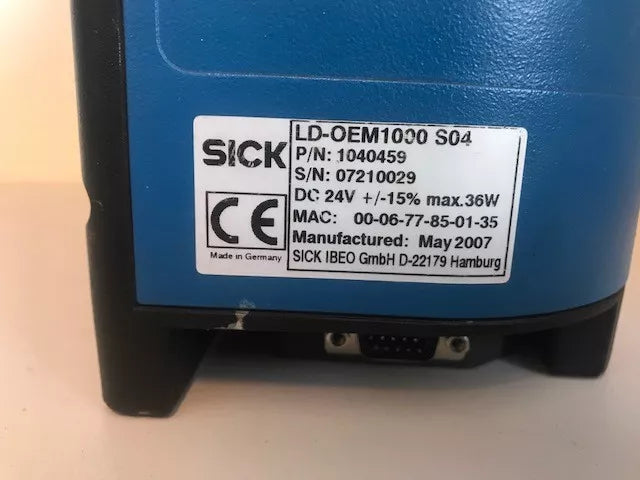 SICK
LD-OEM1000 S04
P/N: 1040459
S/N: 07210029
DC 24V +/-15% max.36W
MAC: 00-06-77-85-01-35
Manufactured: May 2007
SICK IBEO GmbH D-22179 Hamburg
CE
Made in Germany